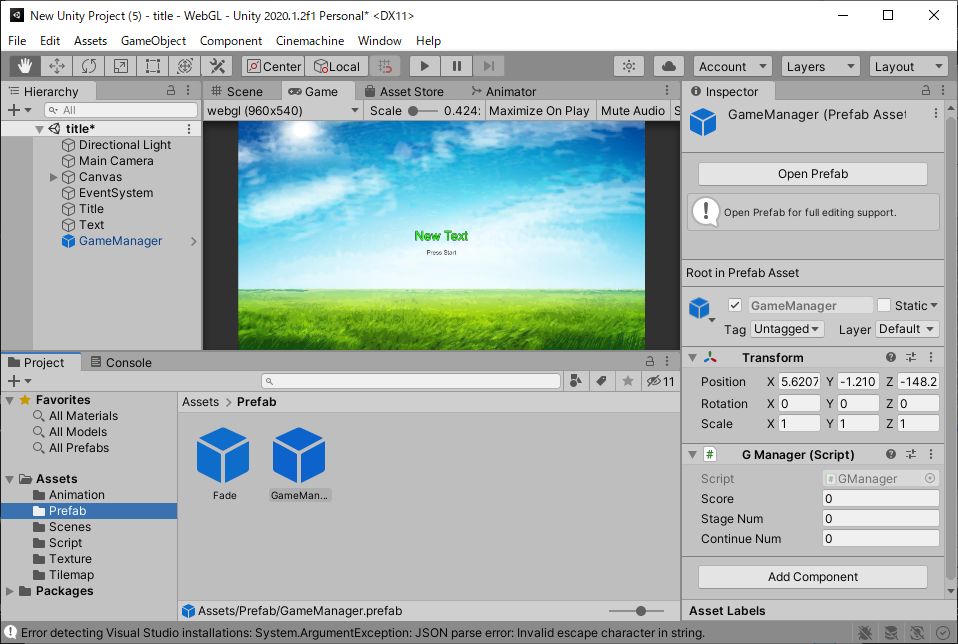 New Unity Project (5) - title - WebGL - Unity 2020.1.2f1 Personal* <DX11>
File Edit Assets GameObject Component Cinemachine Window Help
Center Local Account Layers Layout
Hierarchy
All
title*
Directional Light
Main Camera
Canvas
EventSystem
Title
Text
GameManager
Scene Game Asset Store Animator
webgl (960x540) Scale 0.424: Maximize On Play Mute Audio S
New Text
Press Start
Project Console
11
Favorites
All Materials
All Models
All Prefabs
Assets
Animation
Prefab
Scenes
Script
Texture
Tilemap
Packages
Assets > Prefab
Fade GameMan...
Assets/Prefab/GameManager.prefab
Inspector
GameManager (Prefab Asset
Open Prefab
Open Prefab for full editing support.
Root in Prefab Asset
GameManager Static
Tag Untagged Layer Default
Transform
Position X 5.6207 Y -1.210 Z -148.2
Rotation X 0 Y 0 Z 0
Scale X 1 Y 1 Z 1
G Manager (Script)
Script GManager
Score 0
Stage Num 0
Continue Num 0
Add Component
Asset Labels
Error detecting Visual Studio installations: System.ArgumentException: JSON parse error: Invalid escape character in string.